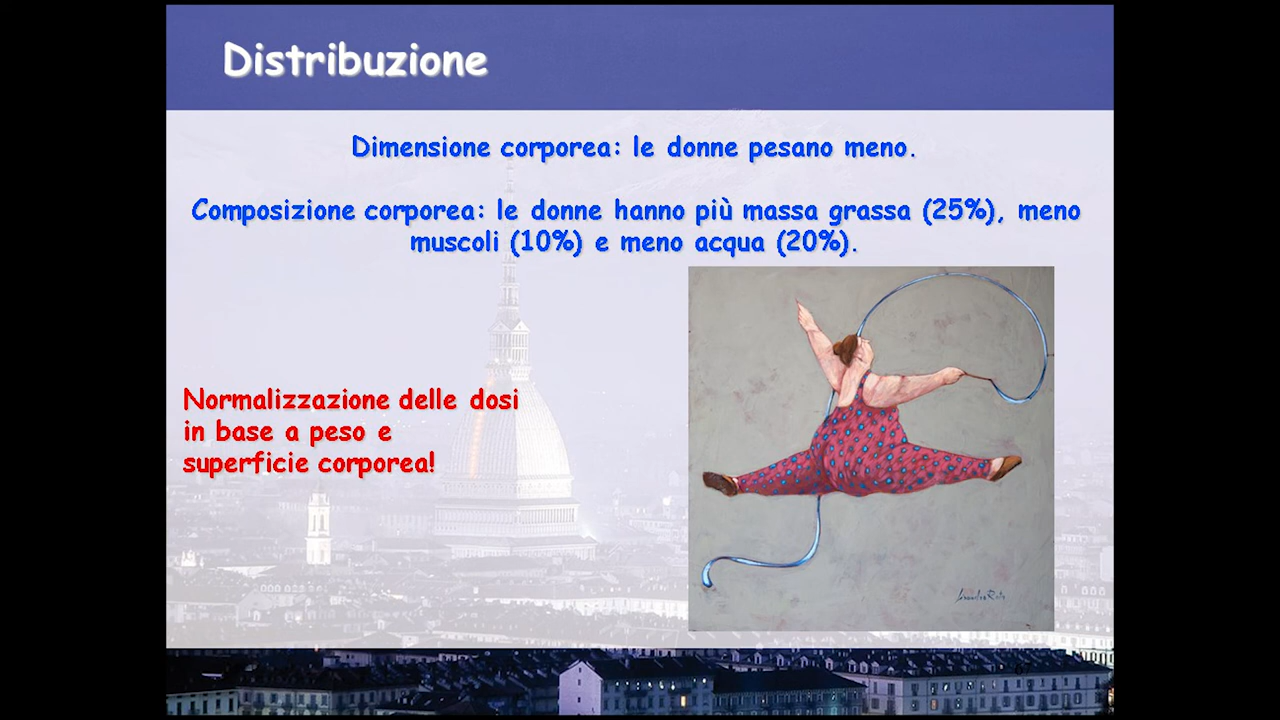 Distribuzione
Dimensione corporea: le donne pesano meno.
Composizione corporea: le donne hanno più massa grassa (25%), meno
muscoli (10%) e meno acqua (20%).
Normalizzazione delle dosi
in base a peso e
superficie corporea!